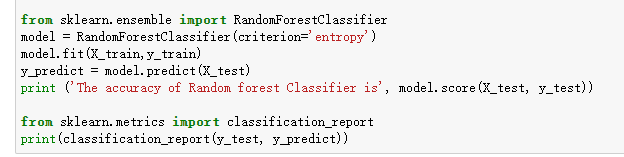 from sklearn.ensemble import RandomForestClassifier
model = RandomForestClassifier(criterion='entropy')
model.fit(X_train,y_train)
y_predict = model.predict(X_test)
print ('The accuracy of Random forest Classifier is', model.score(X_test, y_test))
from sklearn.metrics import classification_report
print(classification_report(y_test, y_predict))